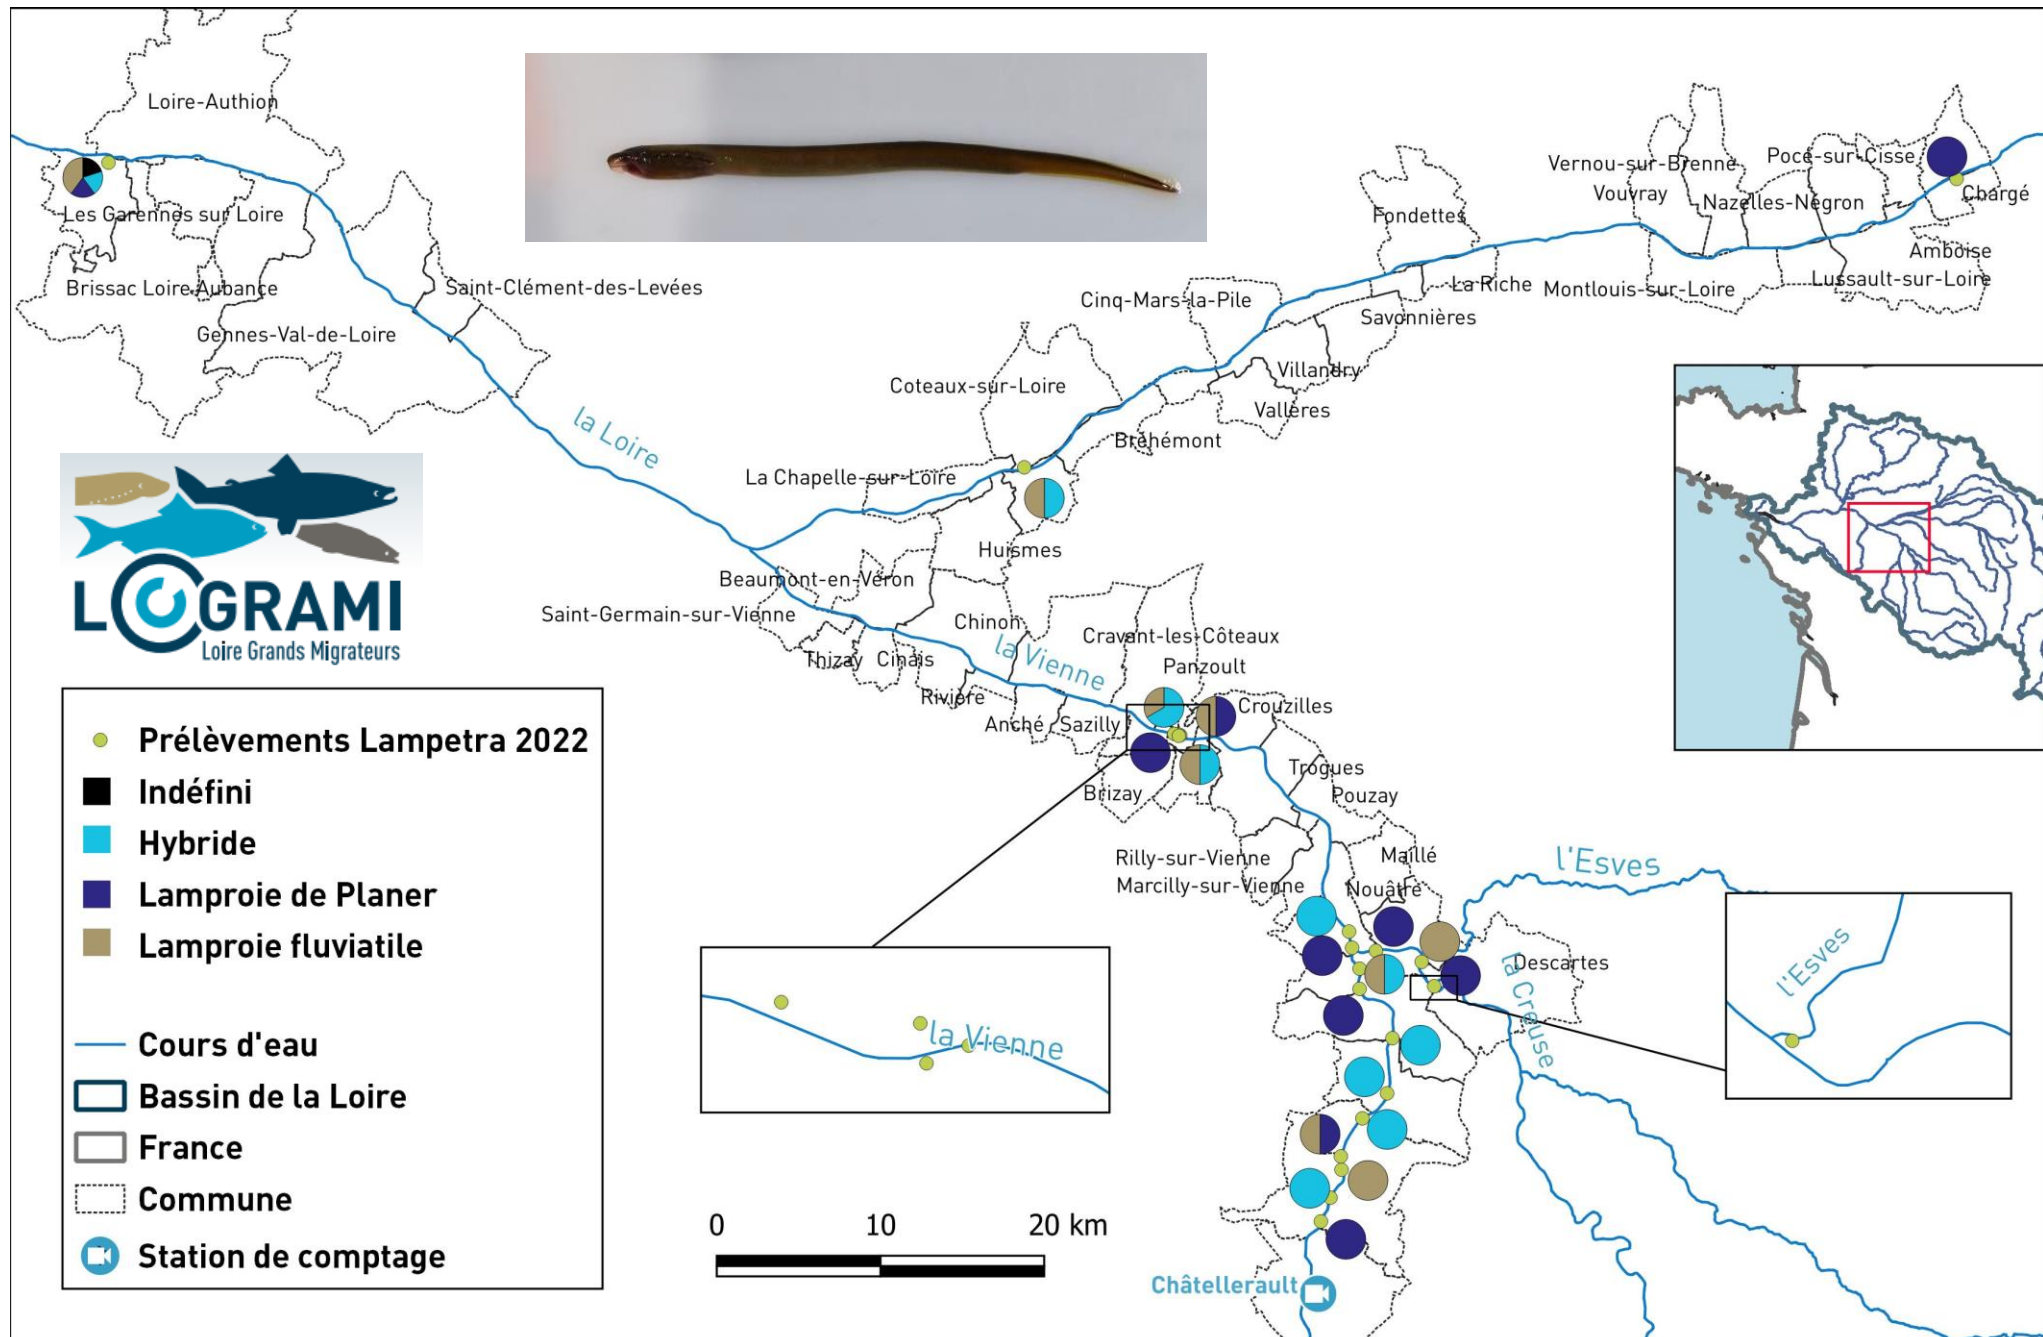 Loire-Authion
Les Garennes sur Loire
Brissac Loire Aubance
Gennes-Val-de-Loire
Saint-Clément-des-Levées
la Loire
Vernou-sur-Brenne
Vouvray
Pocé-sur-Cisse
Nazelles-Négron
Chargé
Amboise
Lussault-sur-Loire
Montlouis-sur-Loire
Fondettes
La Riche
Savonnières
Cinq-Mars-la-Pile
Villandry
Vallères
Coteaux-sur-Loire
Bréhémont
La Chapelle-sur-Loire
Huismes
Beaumont-en-Véron
Saint-Germain-sur-Vienne
Chinon
Thizay
Cinais
Rivière
la Vienne
Cravant-les-Côteaux
Panzoult
Anché
Sazilly
Crouzilles
Brizay
Trogues
Pouzay
Rilly-sur-Vienne
Marcilly-sur-Vienne
Maillé
Nouâtre
l'Esves
Descartes
la Creuse
la Vienne
l'Esves
Châtellerault
LOGRAMI
Loire Grands Migrateurs
Prélèvements Lampetra 2022
Indéfini
Hybride
Lamproie de Planer
Lamproie fluviatile
Cours d'eau
Bassin de la Loire
France
Commune
Station de comptage
0 10 20 km